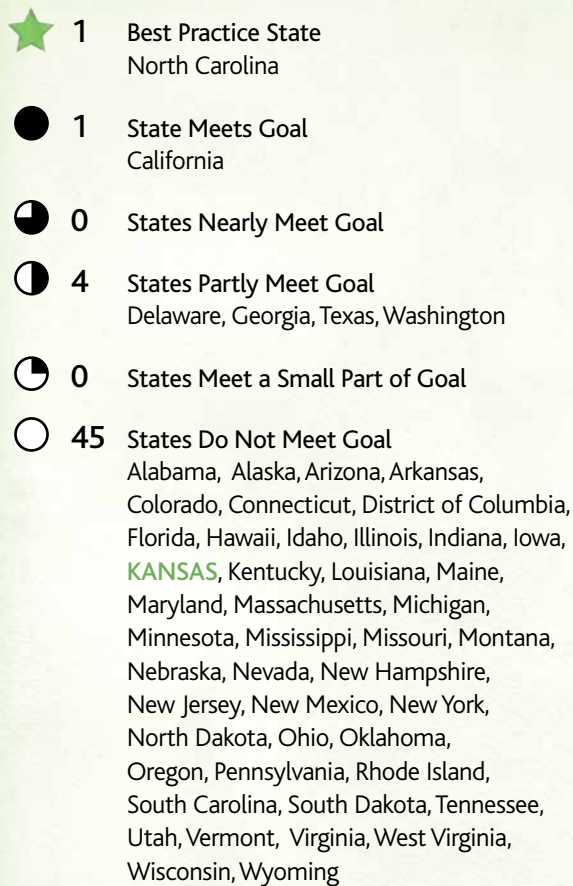 1 Best Practice State
North Carolina
1 State Meets Goal
California
0 States Nearly Meet Goal
4 States Partly Meet Goal
Delaware, Georgia, Texas, Washington
0 States Meet a Small Part of Goal
45 States Do Not Meet Goal
Alabama, Alaska, Arizona, Arkansas,
Colorado, Connecticut, District of Columbia,
Florida, Hawaii, Idaho, Illinois, Indiana, Iowa,
KANSAS, Kentucky, Louisiana, Maine,
Maryland, Massachusetts, Michigan,
Minnesota, Mississippi, Missouri, Montana,
Nebraska, Nevada, New Hampshire,
New Jersey, New Mexico, New York,
North Dakota, Ohio, Oklahoma,
Oregon, Pennsylvania, Rhode Island,
South Carolina, South Dakota, Tennessee,
Utah, Vermont, Virginia, West Virginia,
Wisconsin, Wyoming